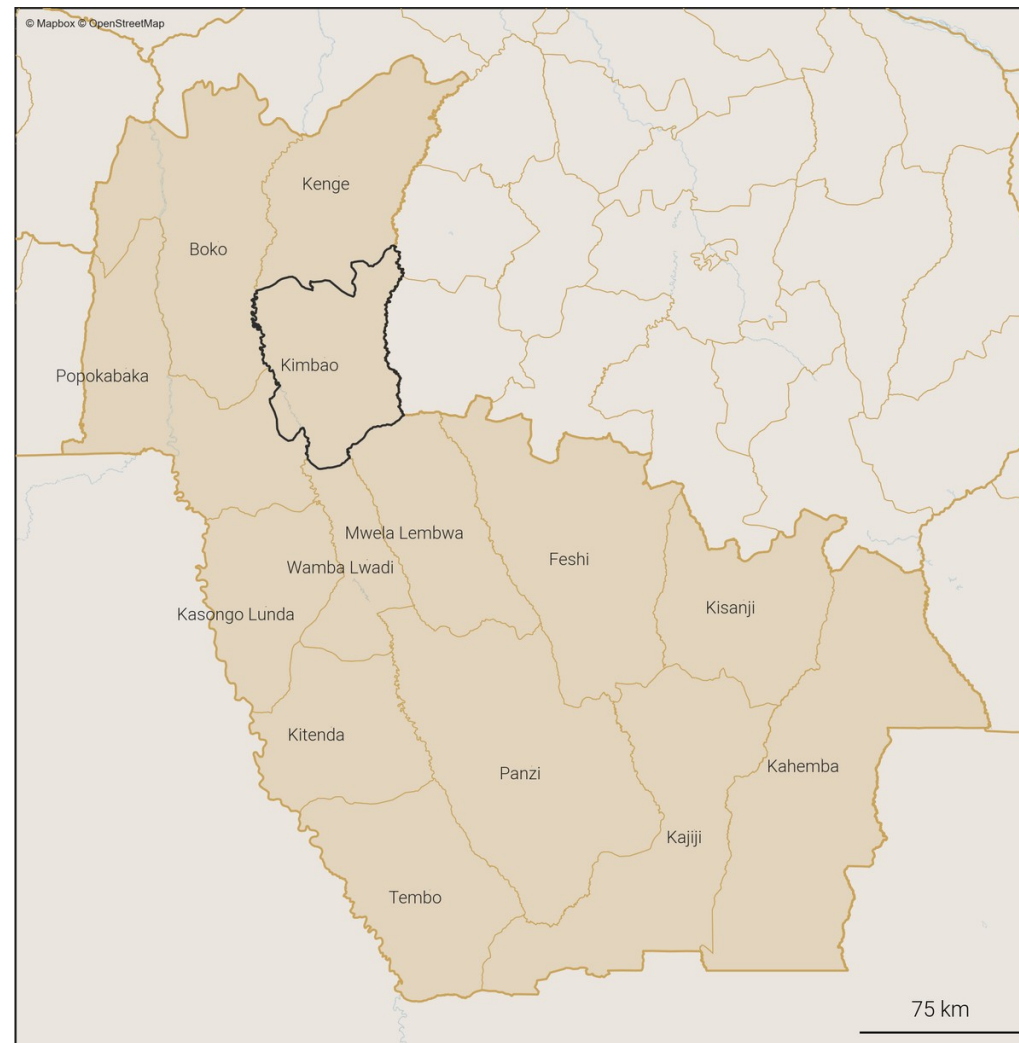 © Mapbox © OpenStreetMap
Kenge
Boko
Kimbao
Popokabaka
Mwela Lembwa
Feshi
Wamba Lwadi
Kisanji
Kasongo Lunda
Kitenda
Kahemba
Panzi
Kajiji
Tembo
75 km